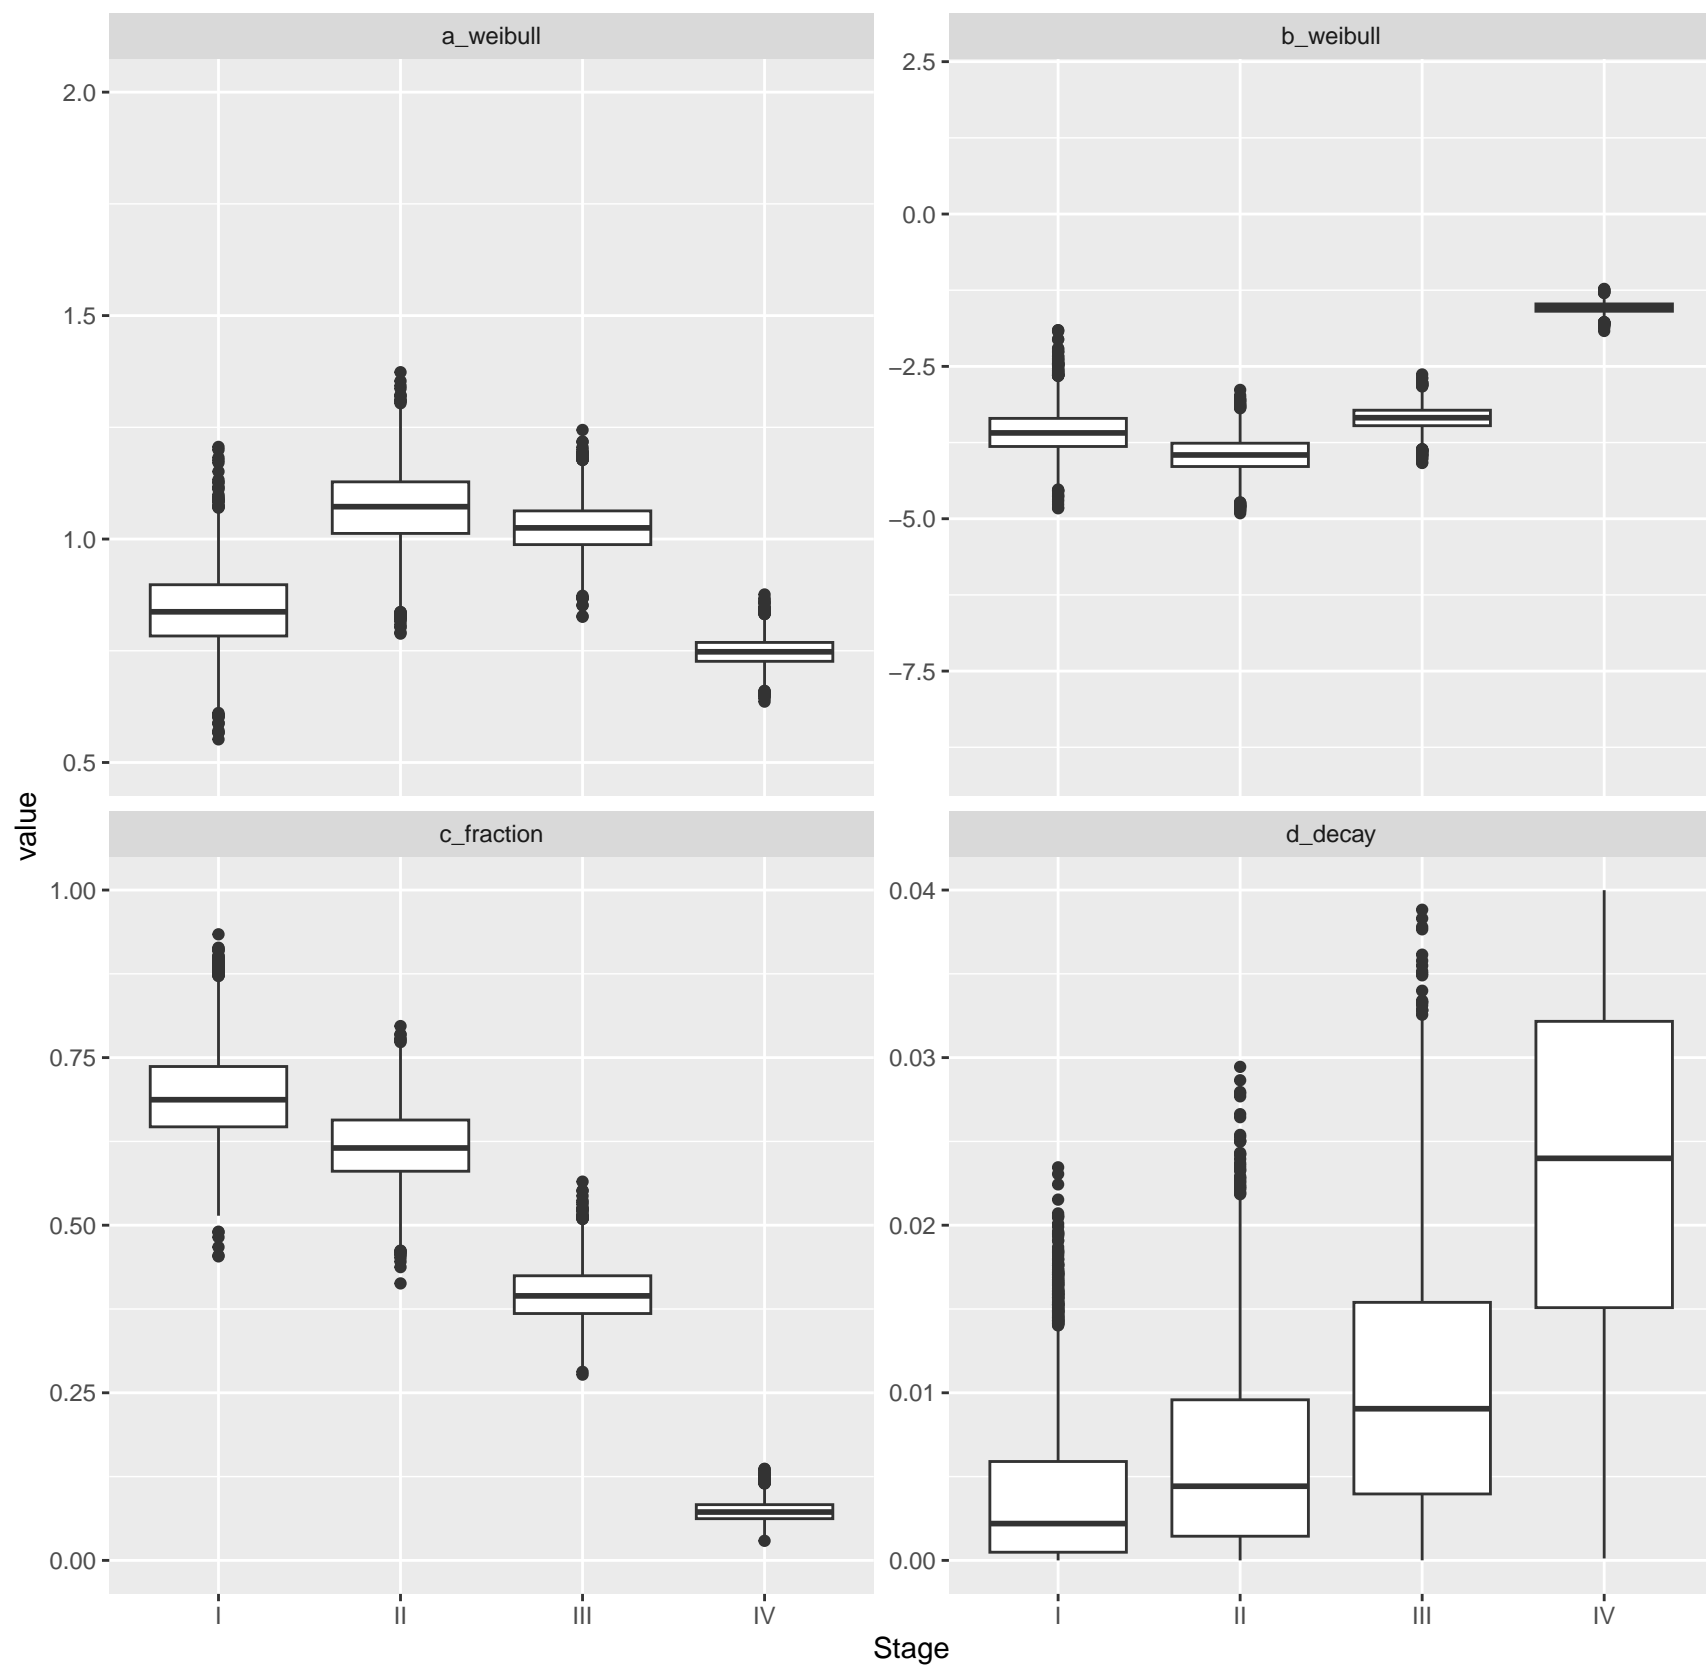 a_weibull
b_weibull
2.0
1.5
1.0
0.5
2.5
0.0
−2.5
−5.0
−7.5
value
c_fraction
d_decay
1.00
0.75
0.50
0.25
0.00
0.04
0.03
0.02
0.01
0.00
I II III IV
I II III IV
Stage